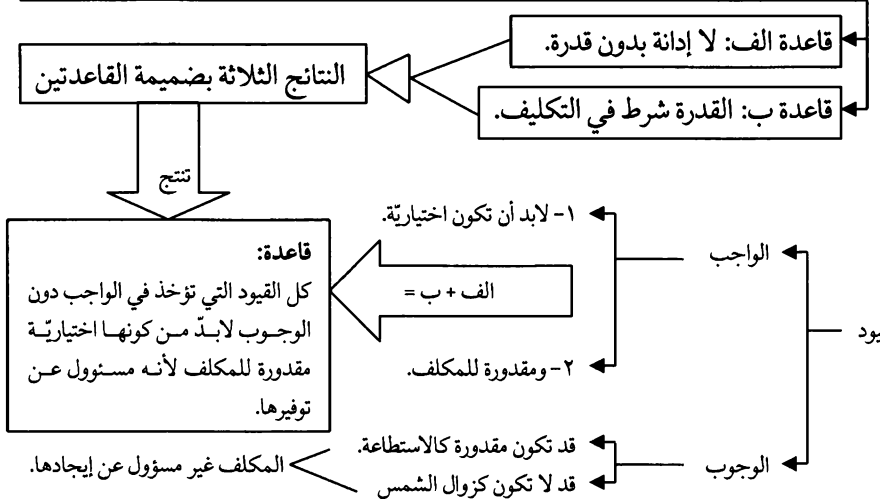 قاعدة الف: لا إدانة بدون قدرة.
النتائج الثلاثة بضميمة القاعدتين
قاعدة ب: القدرة شرط في التكليف.
تنتج
١- لابد أن تكون اختياريّة.
الواجب
قاعدة:
كل القيود التي تؤخذ في الواجب دون
الوجوب لابدّ من كونها اختياريّة
مقدورة للمكلف لأنه مسئوول عن
توفيرها.
الف + ب =
يود
٢- ومقدورة للمكلف.
قد تكون مقدورة كالاستطاعة.
الوجوب
المكلف غير مسؤول عن إيجادها.
قد لا تكون كزوال الشمس